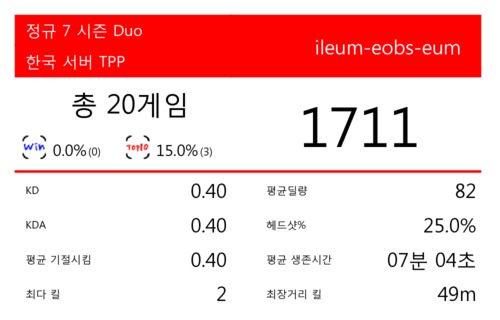 정규 7 시즌 Duo
한국 서버 TPP
ileum-eobs-eum
총 20게임
1711
Win 0.0% (0) TOP10 15.0% (3)
KD 0.40 평균딜량 82
KDA 0.40 헤드샷% 25.0%
평균 기절시킴 0.40 평균 생존시간 07분 04초
최다 킬 2 최장거리 킬 49m